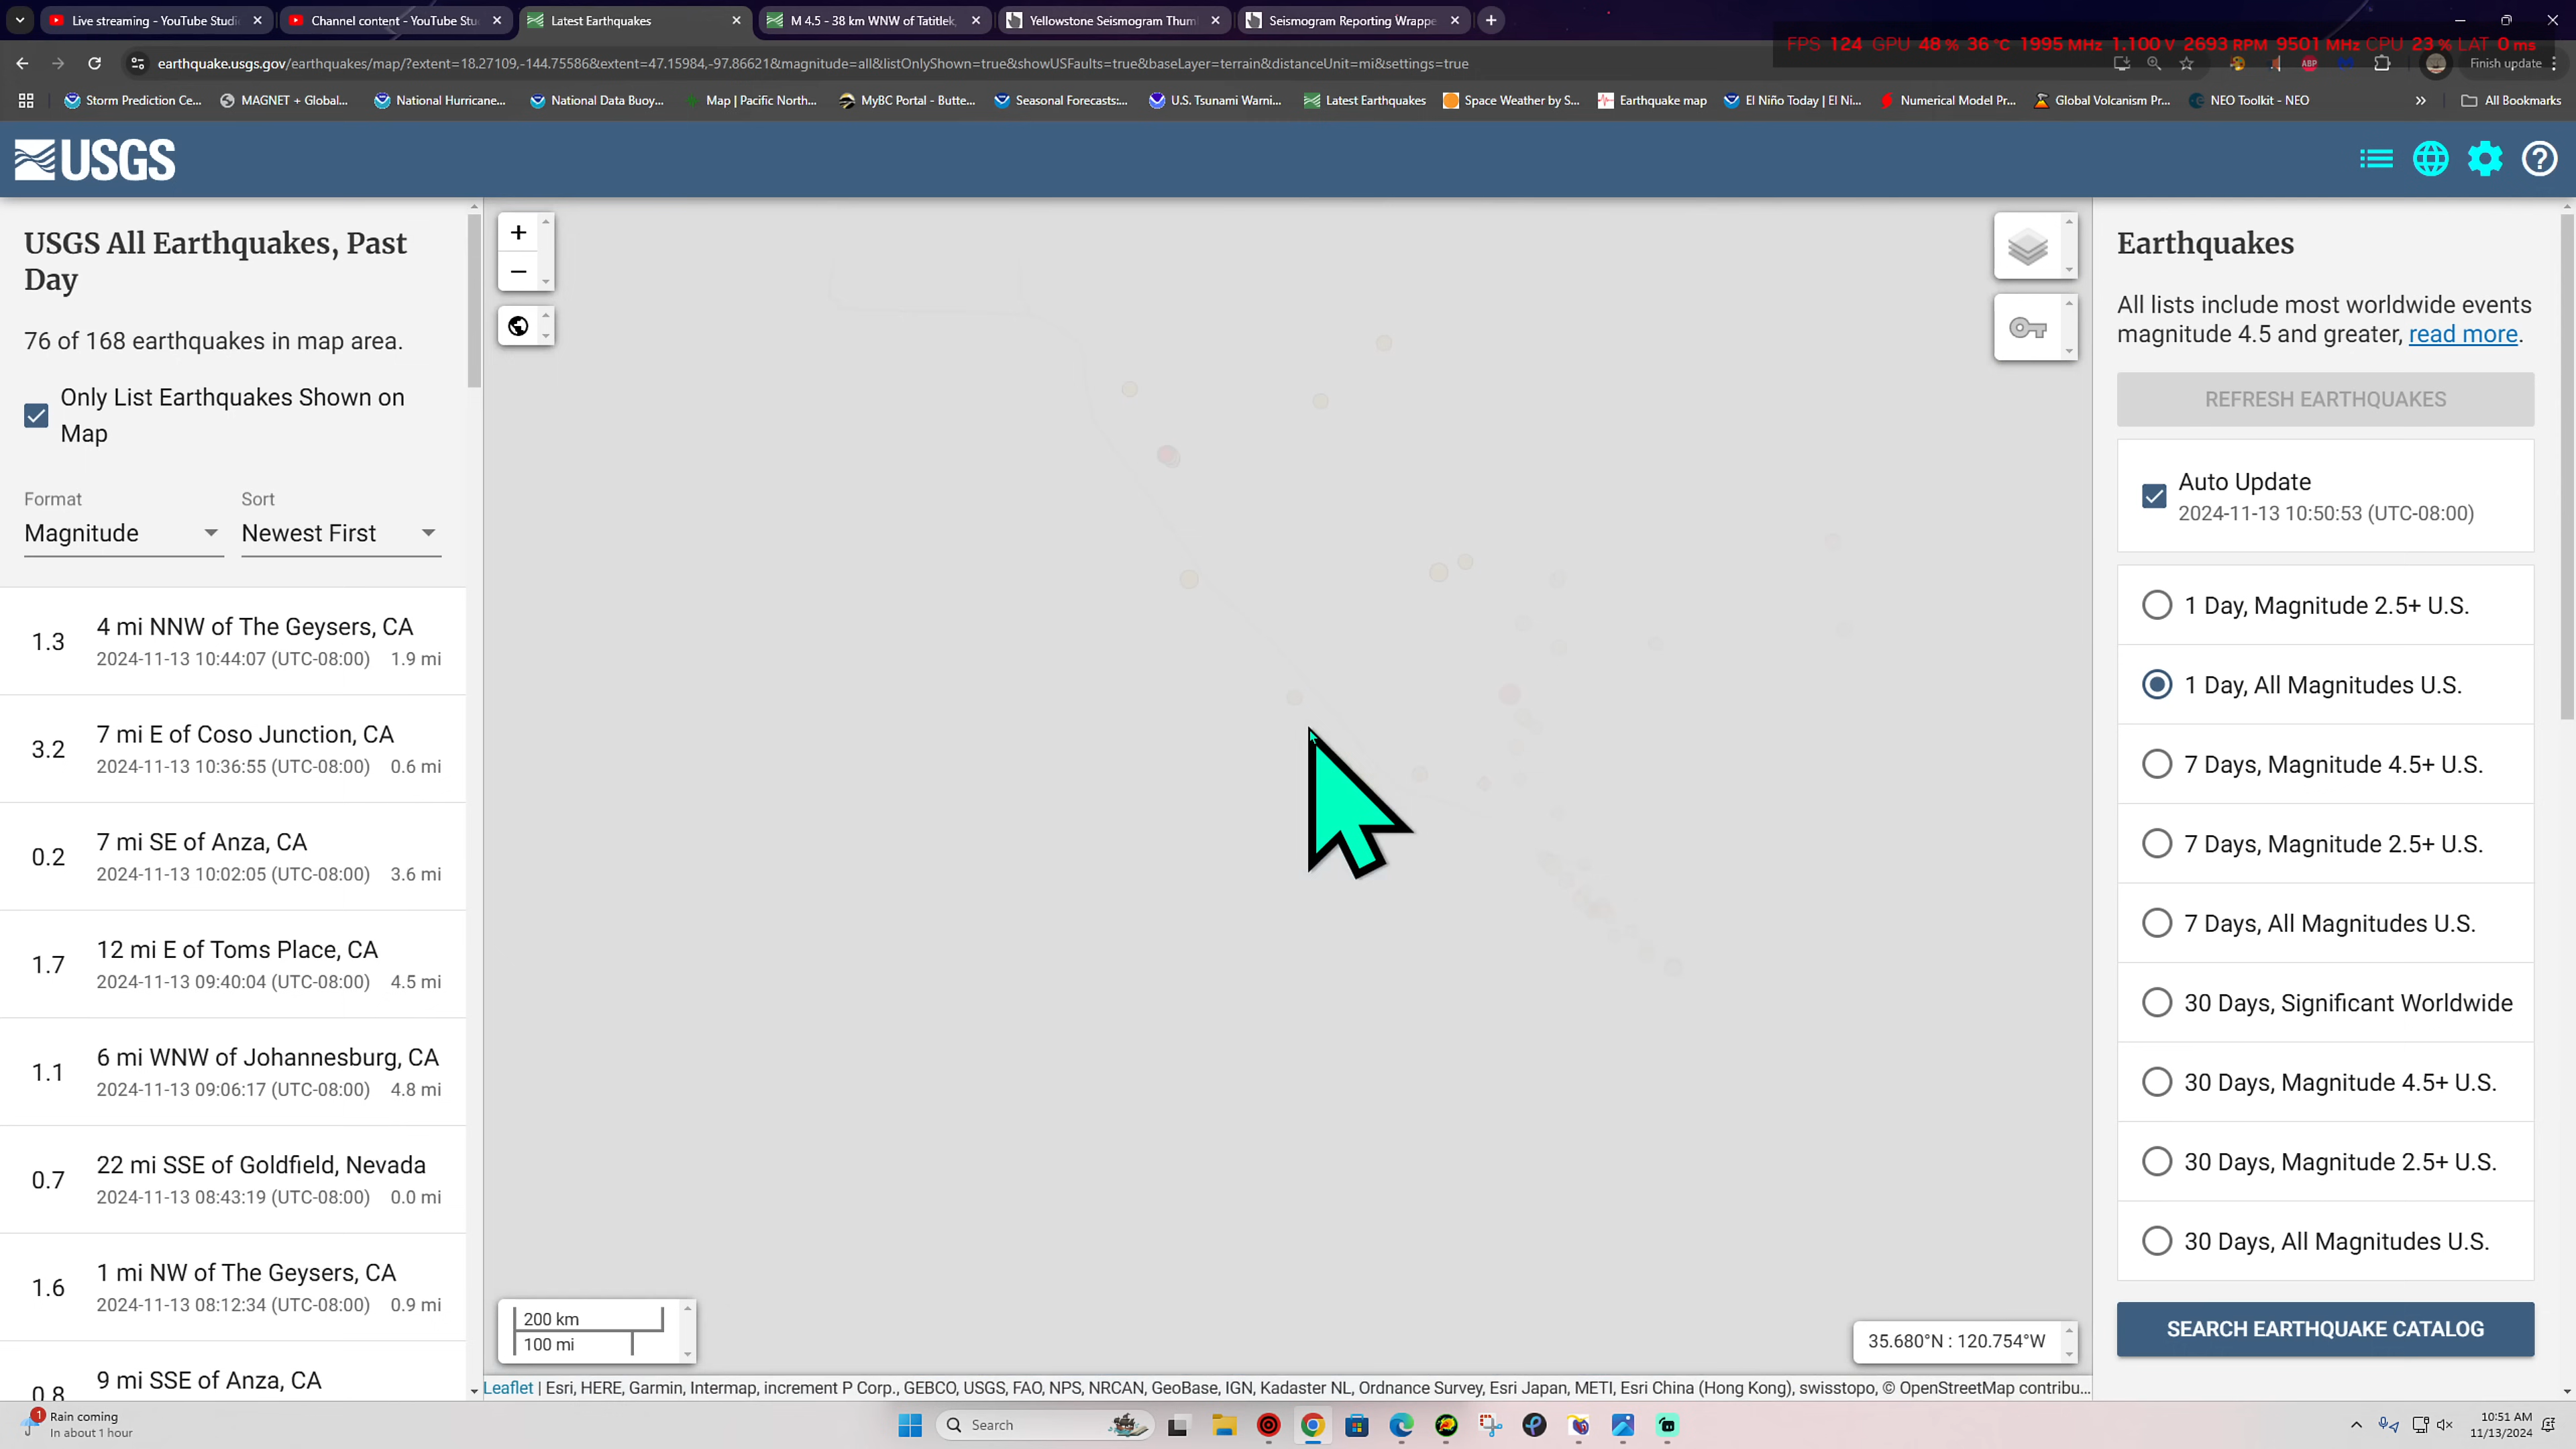 Live streaming - YouTube Studi
Channel content - YouTube Stu
Latest Earthquakes
M 4.5 - 38 km WNW of Tatitlek,
Yellowstone Seismogram Thum
Seismogram Reporting Wrappe
FPS 124 GPU 48 % 36 °C 1995 MHz 1.100 V 2693 RPM 9501 MHz CPU 23 % LAT 0 ms
earthquake.usgs.gov/earthquakes/map/?extent=18.27109,-144.75586&extent=47.15984,-97.86621&magnitude=all&listOnlyShown=true&showUSFaults=true&baseLayer=terrain&distanceUnit=mi&settings=true
ABP
Finish update
Storm Prediction Ce...
MAGNET + Global...
National Hurricane...
National Data Buoy...
Map | Pacific North...
MyBC Portal - Butte...
Seasonal Forecasts:...
U.S. Tsunami Warni...
Latest Earthquakes
Space Weather by S...
Earthquake map
El Niño Today | El Ni...
Numerical Model Pr...
Global Volcanism Pr...
NEO Toolkit - NEO
All Bookmarks
USGS
USGS All Earthquakes, Past
Day
76 of 168 earthquakes in map area.
Only List Earthquakes Shown on
Map
Format
Sort
Magnitude
Newest First
1.3
4 mi NNW of The Geysers, CA
2024-11-13 10:44:07 (UTC-08:00) 1.9 mi
3.2
7 mi E of Coso Junction, CA
2024-11-13 10:36:55 (UTC-08:00) 0.6 mi
0.2
7 mi SE of Anza, CA
2024-11-13 10:02:05 (UTC-08:00) 3.6 mi
1.7
12 mi E of Toms Place, CA
2024-11-13 09:40:04 (UTC-08:00) 4.5 mi
1.1
6 mi WNW of Johannesburg, CA
2024-11-13 09:06:17 (UTC-08:00) 4.8 mi
0.7
22 mi SSE of Goldfield, Nevada
2024-11-13 08:43:19 (UTC-08:00) 0.0 mi
1.6
1 mi NW of The Geysers, CA
2024-11-13 08:12:34 (UTC-08:00) 0.9 mi
0.8
9 mi SSE of Anza, CA
+
−
200 km
100 mi
35.680°N : 120.754°W
Leaflet | Esri, HERE, Garmin, Intermap, increment P Corp., GEBCO, USGS, FAO, NPS, NRCAN, GeoBase, IGN, Kadaster NL, Ordnance Survey, Esri Japan, METI, Esri China (Hong Kong), swisstopo, © OpenStreetMap contribu...
Earthquakes
All lists include most worldwide events
magnitude 4.5 and greater, read more.
REFRESH EARTHQUAKES
Auto Update
2024-11-13 10:50:53 (UTC-08:00)
1 Day, Magnitude 2.5+ U.S.
1 Day, All Magnitudes U.S.
7 Days, Magnitude 4.5+ U.S.
7 Days, Magnitude 2.5+ U.S.
7 Days, All Magnitudes U.S.
30 Days, Significant Worldwide
30 Days, Magnitude 4.5+ U.S.
30 Days, Magnitude 2.5+ U.S.
30 Days, All Magnitudes U.S.
SEARCH EARTHQUAKE CATALOG
1
Rain coming
In about 1 hour
Search
10:51 AM
11/13/2024